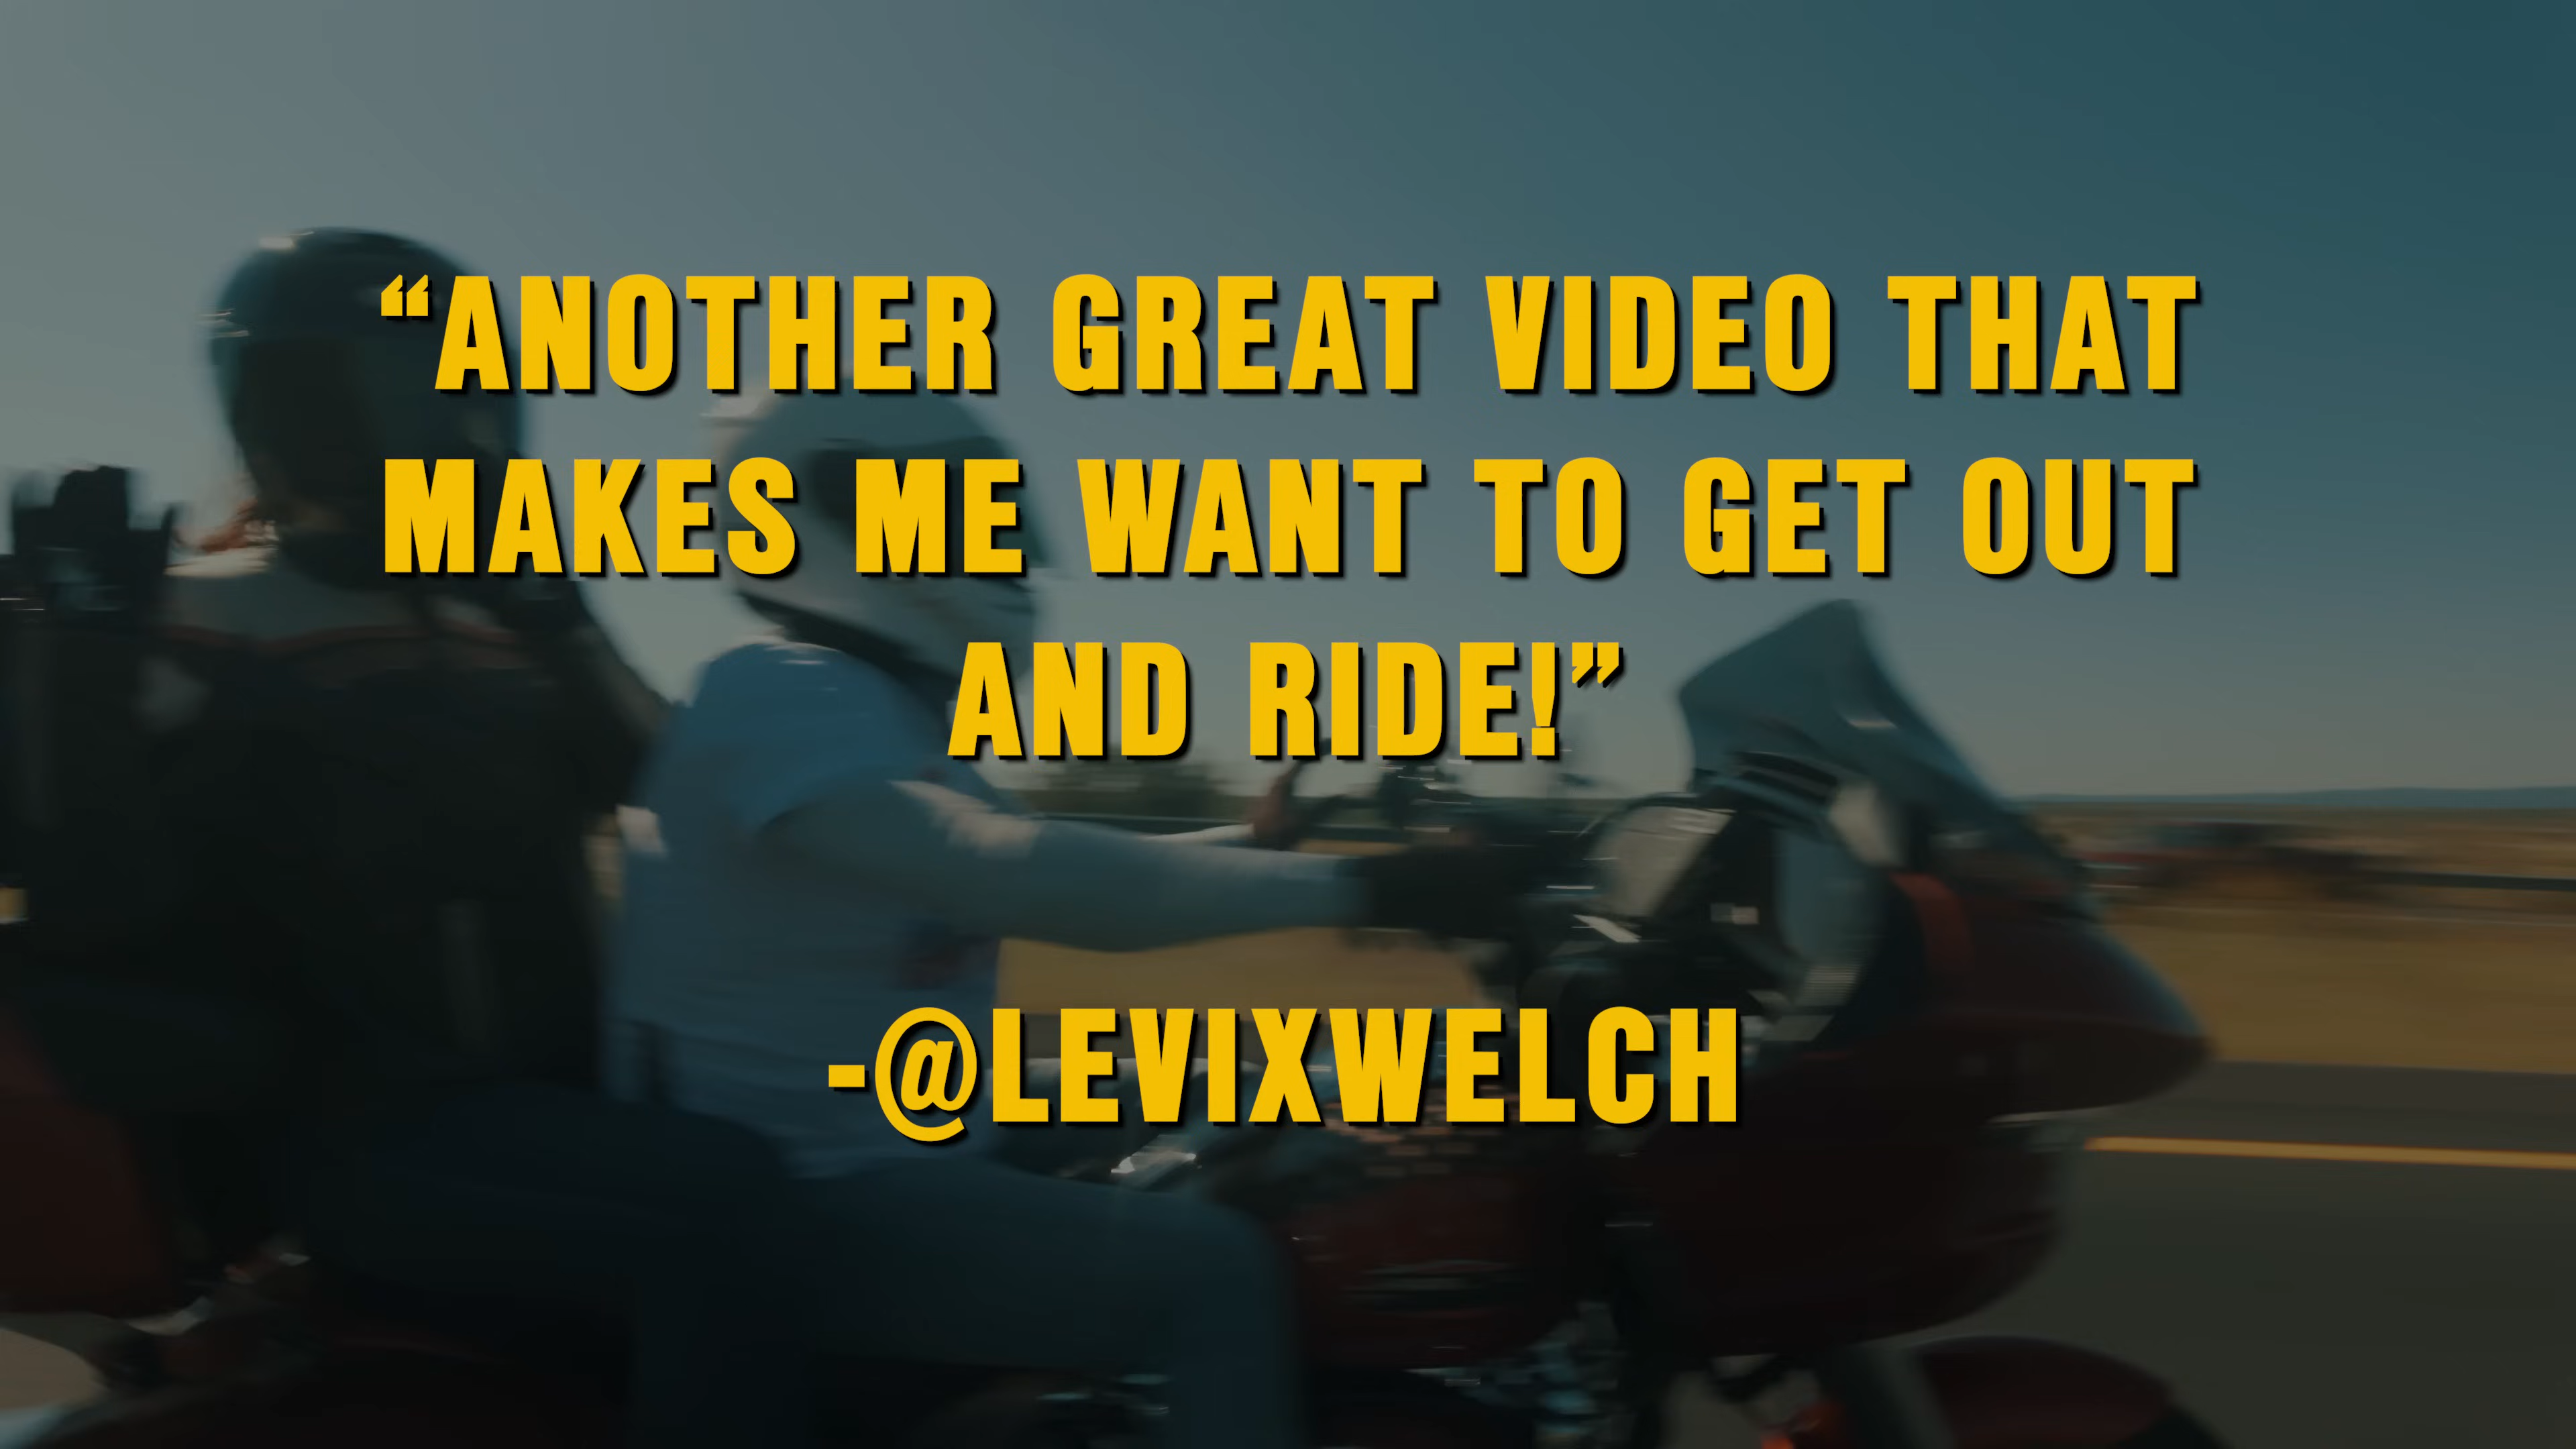 “ANOTHER GREAT VIDEO THAT
MAKES ME WANT TO GET OUT
AND RIDE!”
-@LEVIXWELCH